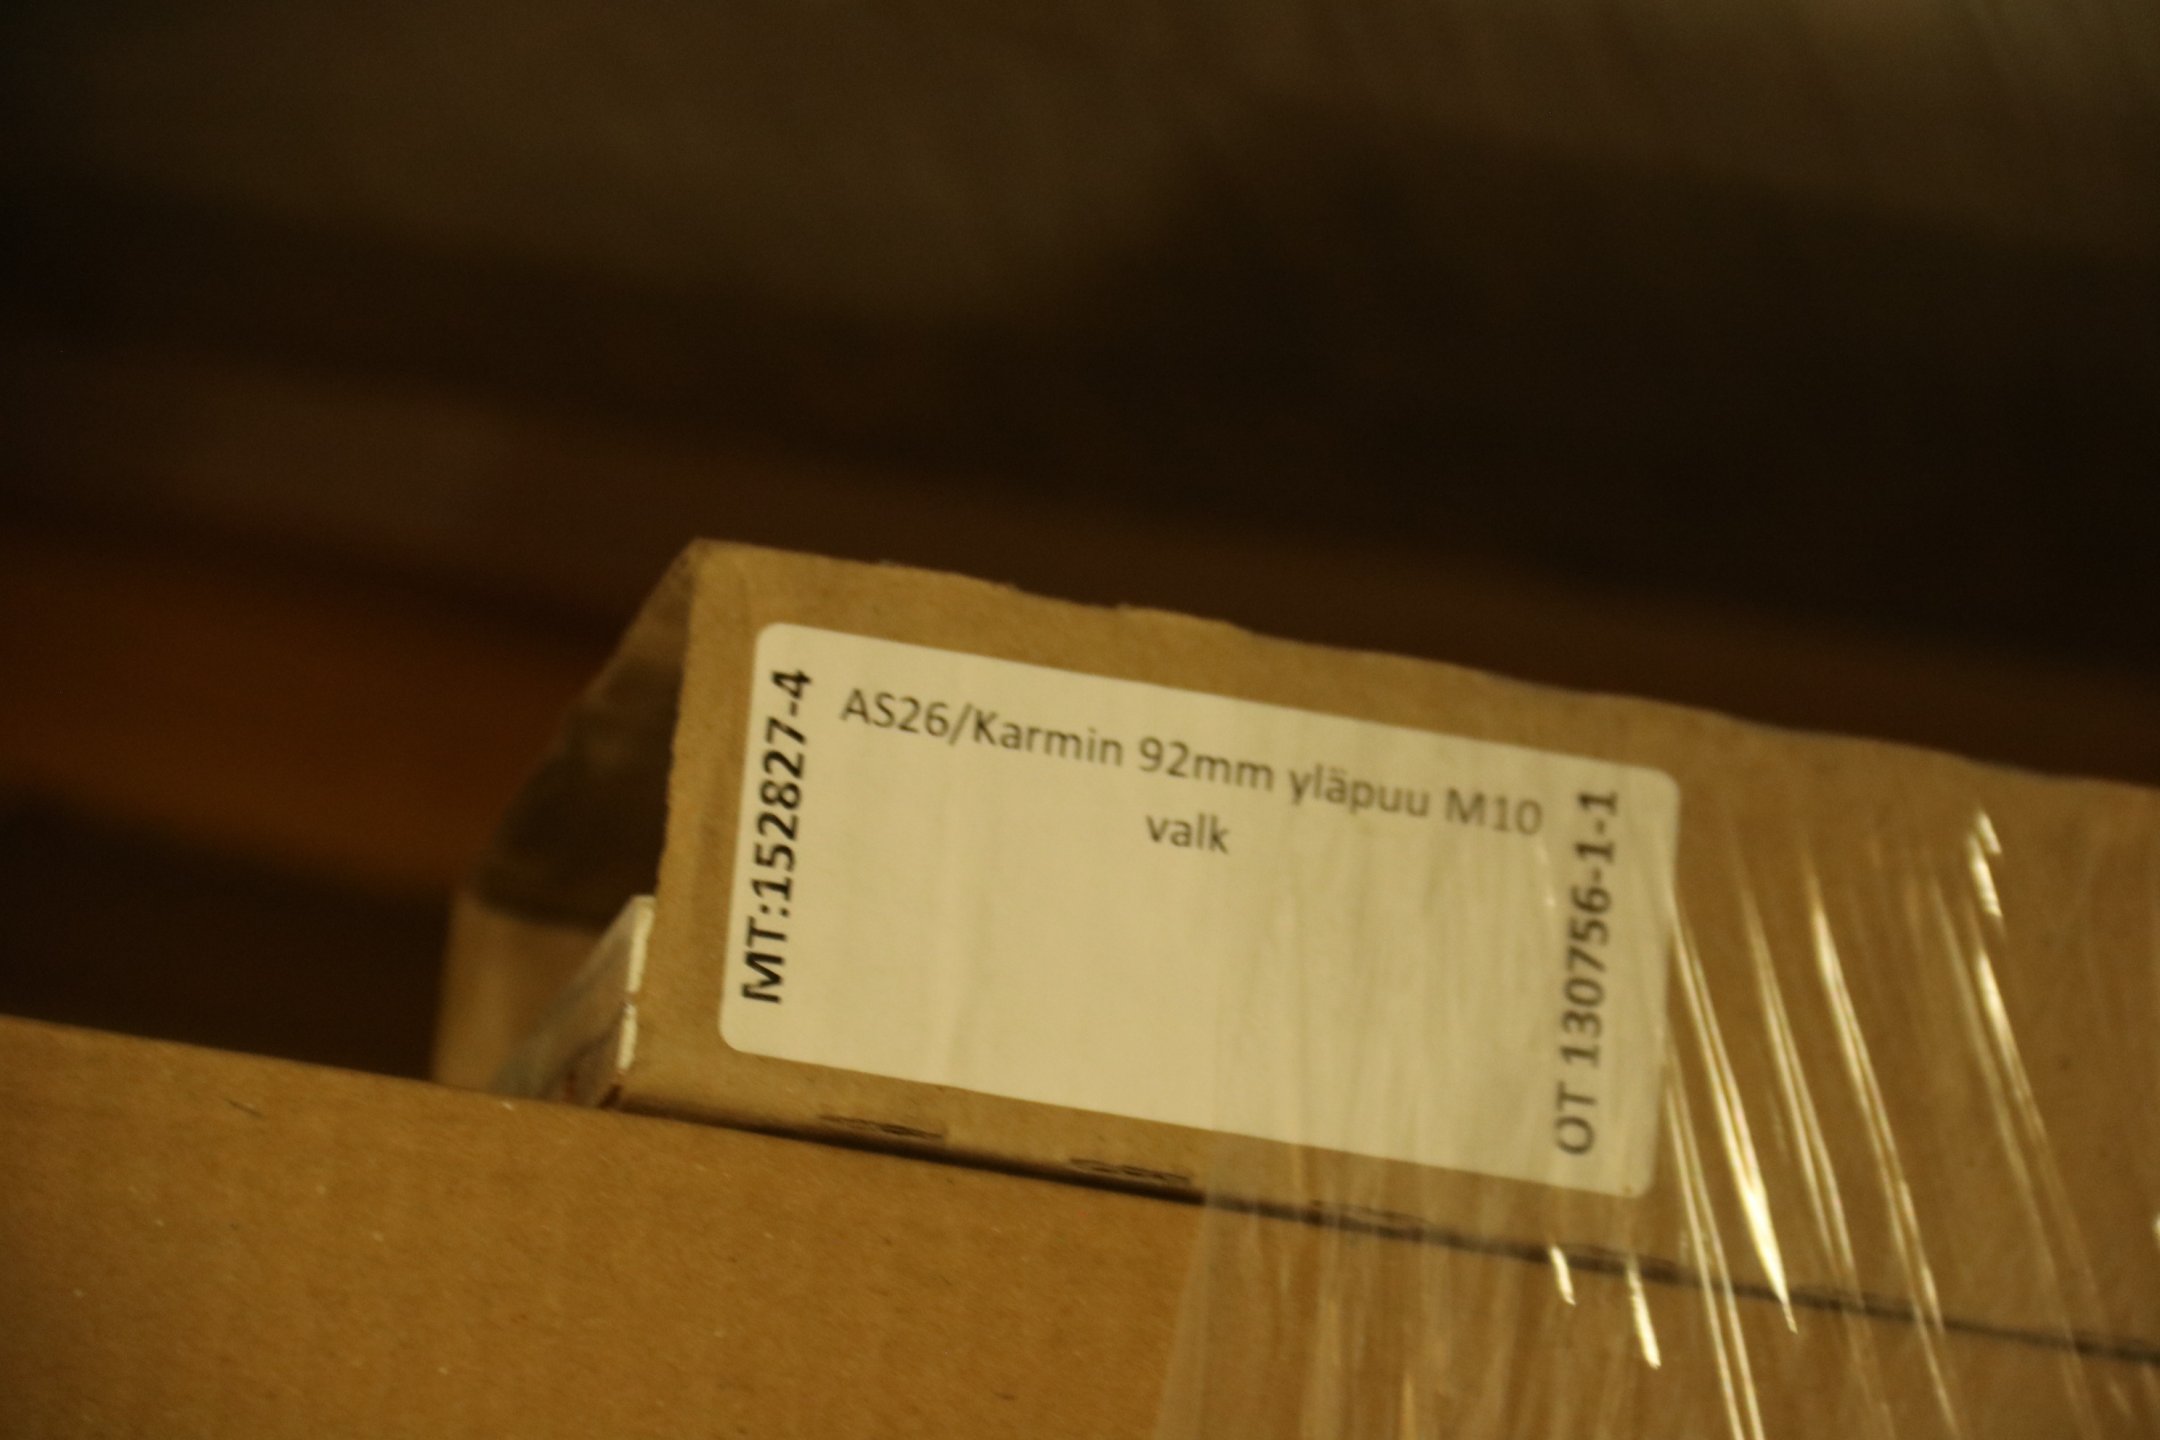 MT:152827-4
AS26/Karmin 92mm yläpuu M10
valk
OT 130756-1-1